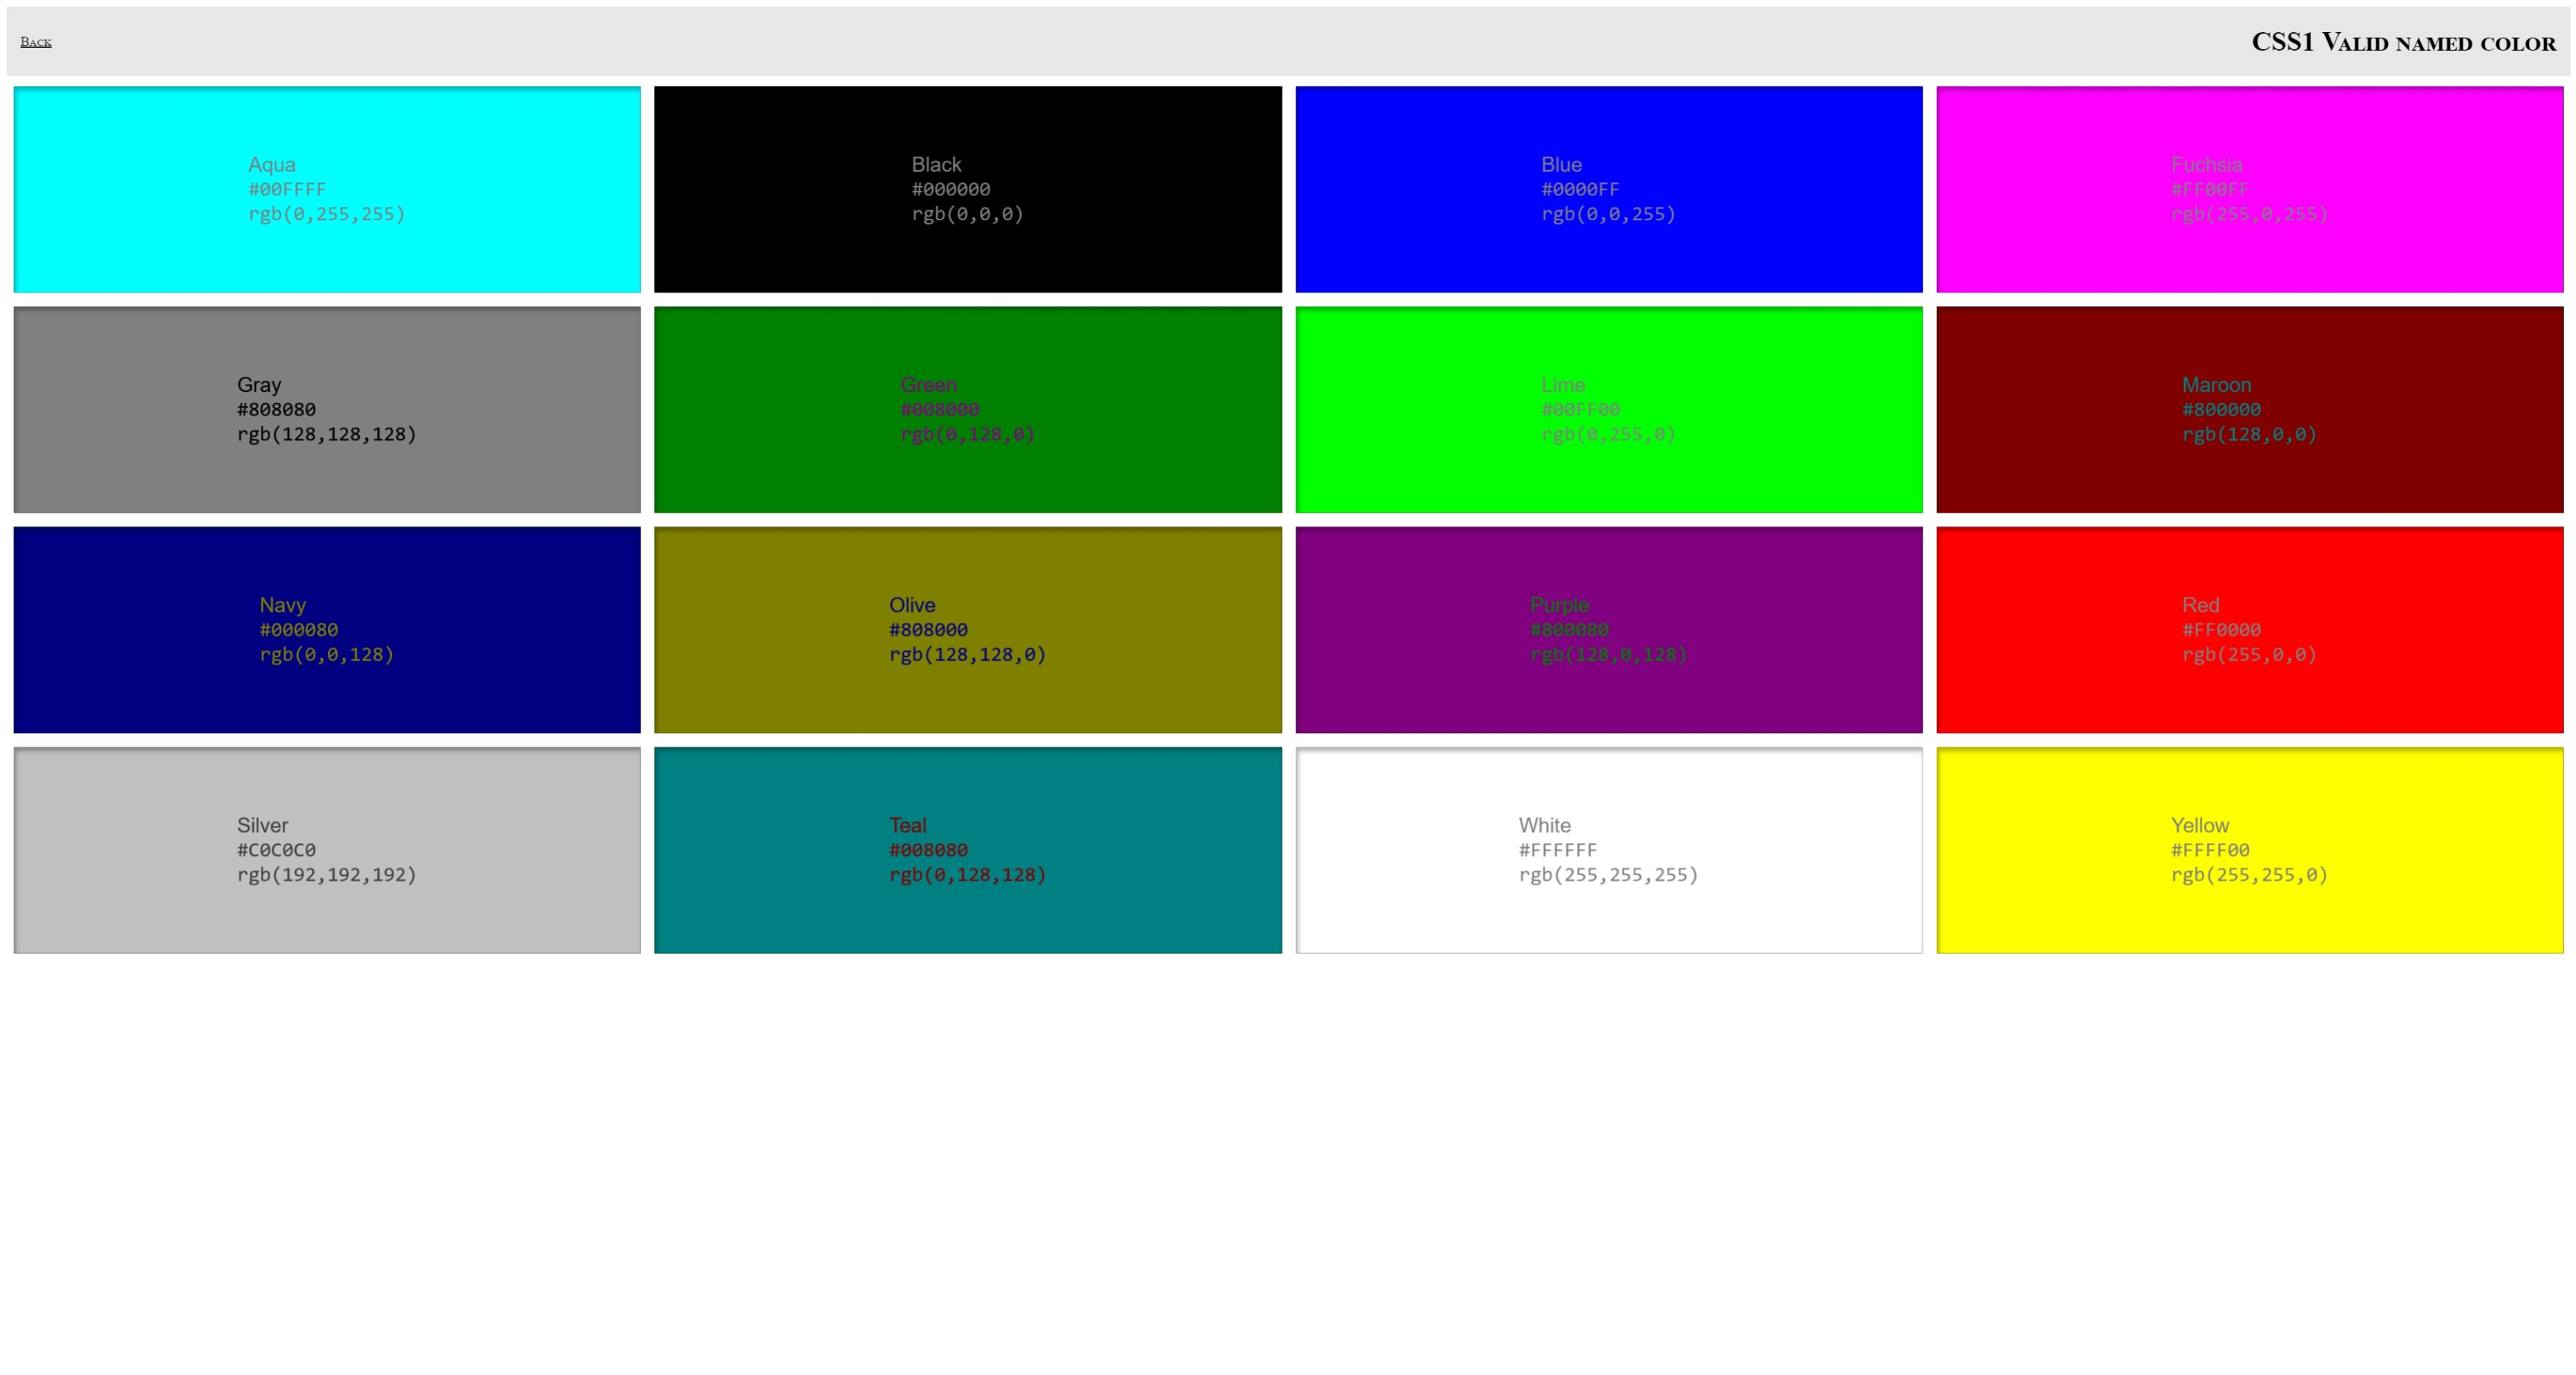 Back
CSS1 Valid named color
Aqua
#00FFFF
rgb(0,255,255)
Black
#000000
rgb(0,0,0)
Blue
#0000FF
rgb(0,0,255)
Fuchsia
#FF00FF
rgb(255,0,255)
Gray
#808080
rgb(128,128,128)
Green
#008000
rgb(0,128,0)
Lime
#00FF00
rgb(0,255,0)
Maroon
#800000
rgb(128,0,0)
Navy
#000080
rgb(0,0,128)
Olive
#808000
rgb(128,128,0)
Purple
#800080
rgb(128,0,128)
Red
#FF0000
rgb(255,0,0)
Silver
#C0C0C0
rgb(192,192,192)
Teal
#008080
rgb(0,128,128)
White
#FFFFFF
rgb(255,255,255)
Yellow
#FFFF00
rgb(255,255,0)